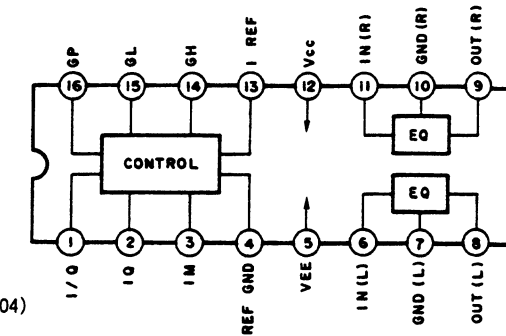 GP GL GH I REF Vcc IN(R) GND(R) OUT(R)
16 15 14 13 12 11 10 9
EQ
CONTROL
EQ
1 2 3 4 5 6 7 8
I/Q IQ IM REF GND VEE IN(L) GND(L) OUT(L)
04)